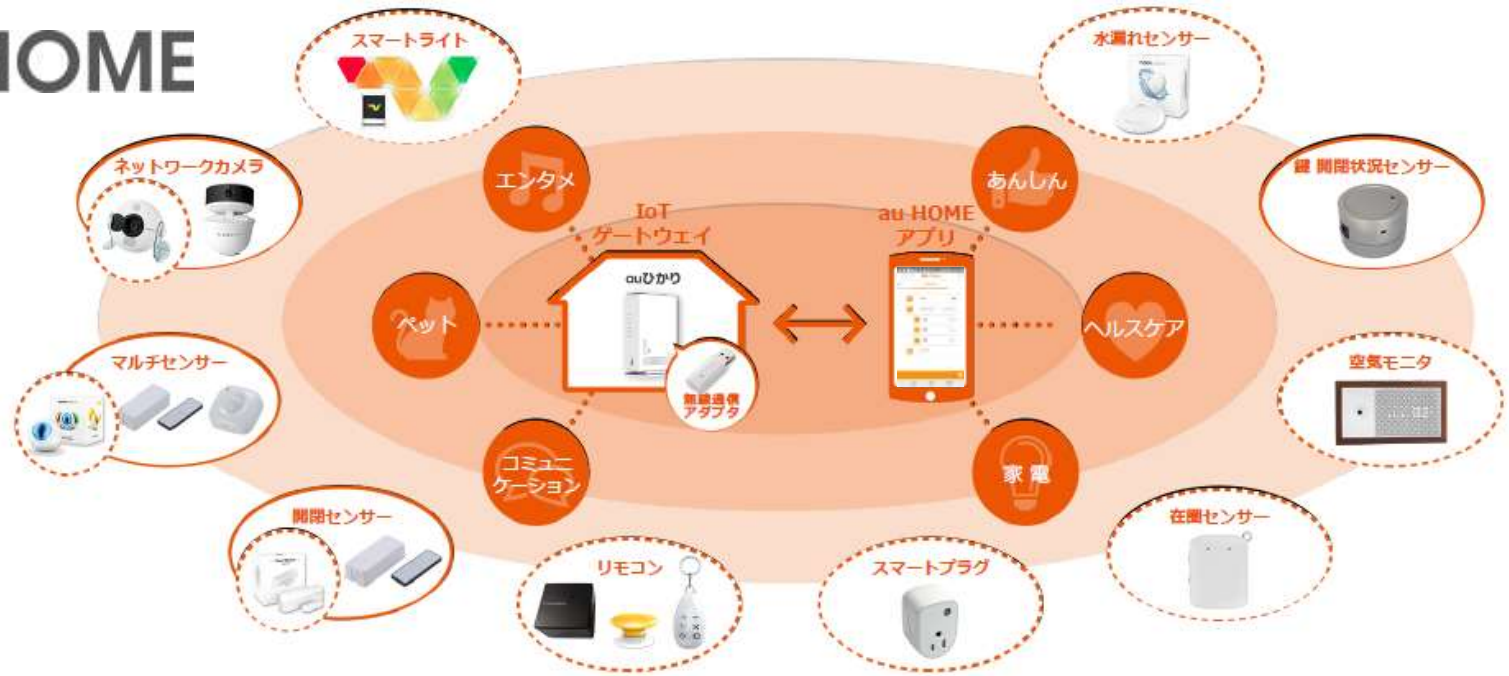 HOME
スマートライト
水漏れセンサー
ネットワークカメラ
エンタメ
あんしん
鍵 開閉状況センサー
IoT
ゲートウェイ
au HOME
アプリ
auひかり
ペット
ヘルスケア
マルチセンサー
空気モニタ
無線通信
アダプタ
コミュニ
ケーション
家電
開閉センサー
在圏センサー
リモコン
スマートプラグ